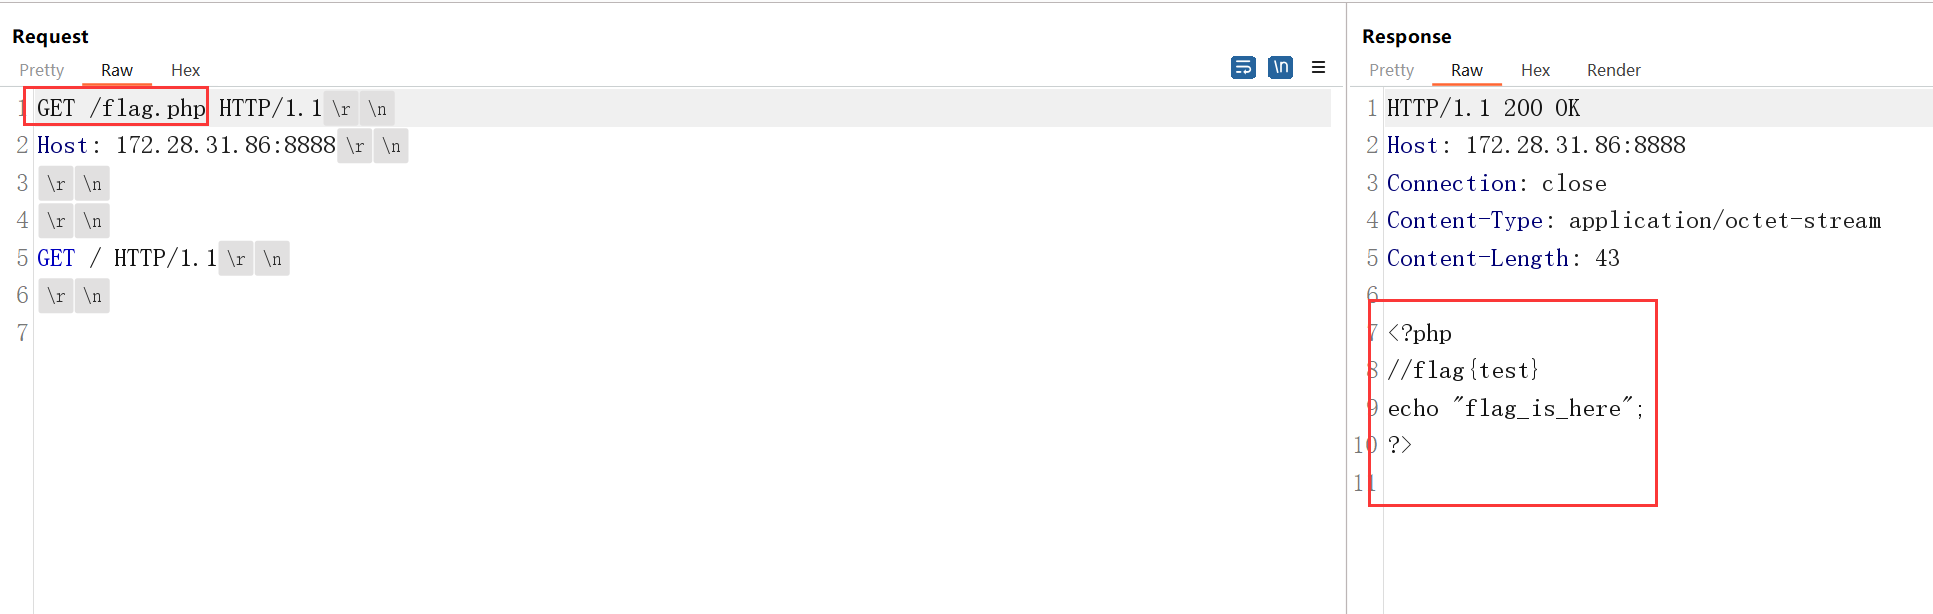 Request
Pretty Raw Hex
\n
1 GET /flag.php HTTP/1.1 \r \n
2 Host: 172.28.31.86:8888 \r \n
3 \r \n
4 \r \n
5 GET / HTTP/1.1 \r \n
6 \r \n
7
Response
Pretty Raw Hex Render
1 HTTP/1.1 200 OK
2 Host: 172.28.31.86:8888
3 Connection: close
4 Content-Type: application/octet-stream
5 Content-Length: 43
6
7 <?php
8 //flag{test}
9 echo "flag_is_here";
10 ?>
11